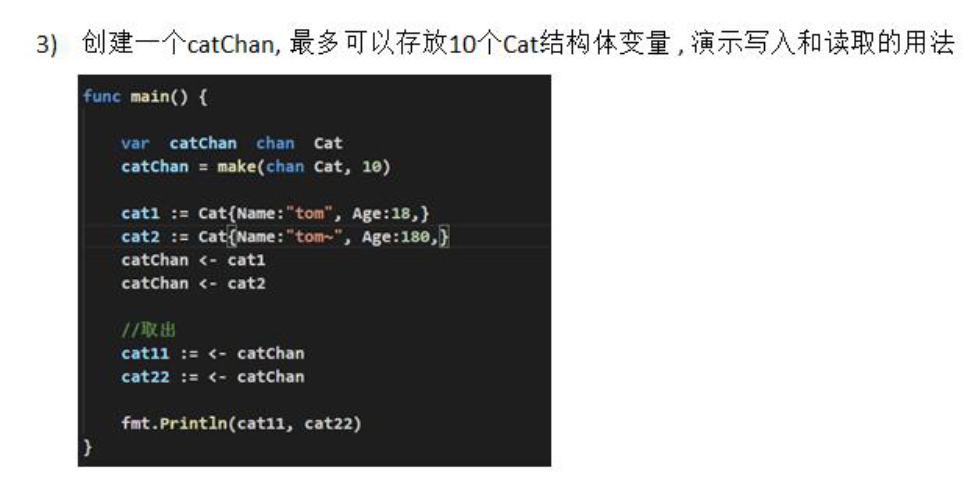 3) 创建一个catChan, 最多可以存放10个Cat结构体变量 , 演示写入和读取的用法
func main() {
var catChan chan Cat
catChan = make(chan Cat, 10)
cat1 := Cat{Name:"tom", Age:18,}
cat2 := Cat{Name:"tom~", Age:180,}
catChan <- cat1
catChan <- cat2
//取出
cat11 := <- catChan
cat22 := <- catChan
fmt.Println(cat11, cat22)
}